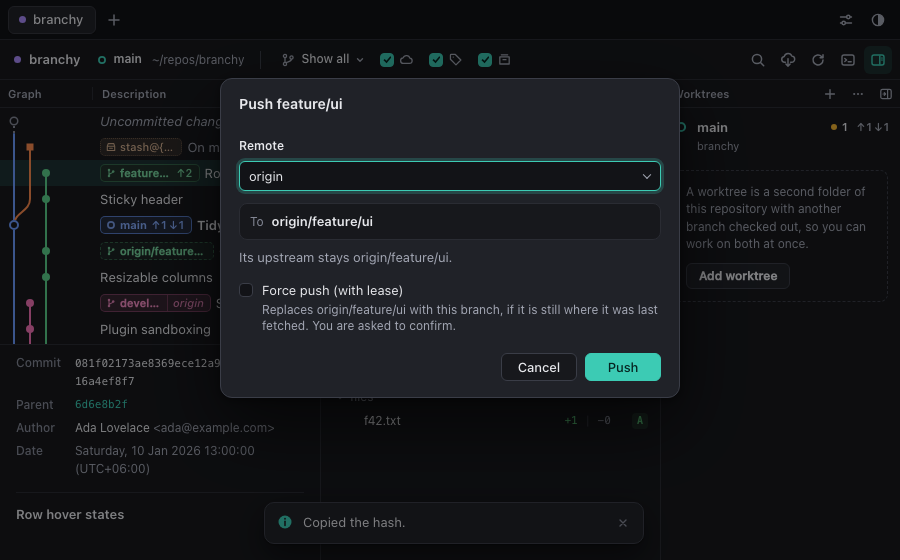 branchy
branchy main ~/repos/branchy Show all
Graph Description
Uncommitted chang
stash@{... On m
feature... ↑2 Ro
Sticky header
main ↑1↓1 Tidy
origin/feature...
Resizable columns
devel... origin S
Plugin sandboxing
Commit 081f02173ae8369ece12a9
16a4ef8f7
Parent 6d6e8b2f
Author Ada Lovelace <ada@example.com>
Date Saturday, 10 Jan 2026 13:00:00
(UTC+06:00)
Row hover states
Push feature/ui
Remote
origin
To origin/feature/ui
Its upstream stays origin/feature/ui.
Force push (with lease)
Replaces origin/feature/ui with this branch, if it is still where it was last
fetched. You are asked to confirm.
Cancel Push
f42.txt +1 −0 A
Copied the hash.
Worktrees
main 1 ↑1↓1
branchy
A worktree is a second folder of
this repository with another
branch checked out, so you can
work on both at once.
Add worktree